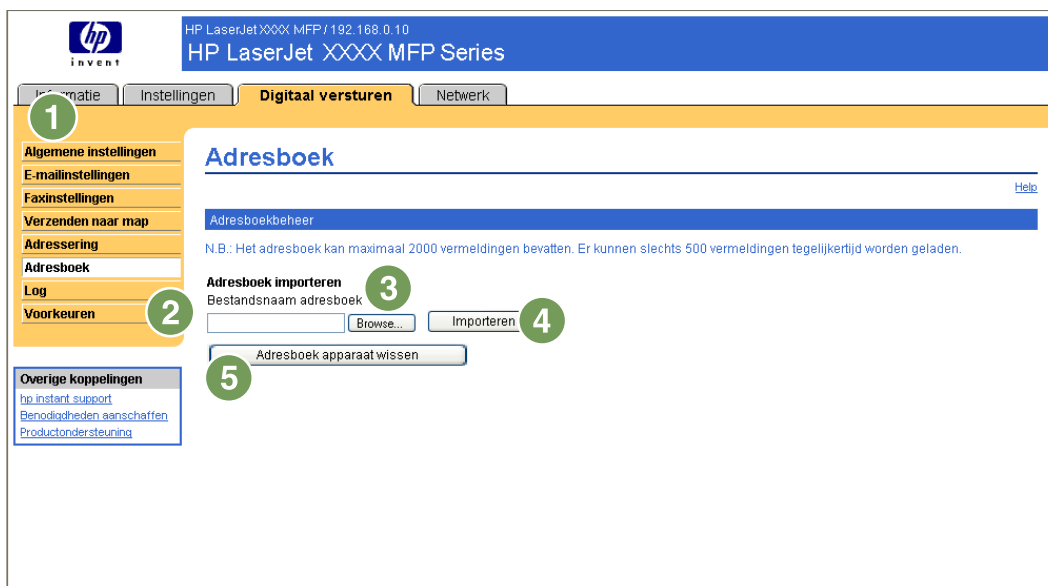 hp
invent
HP LaserJet XXXX MFP / 192.168.0.10
HP LaserJet XXXX MFP Series
Informatie Instellingen Digitaal versturen Netwerk
1
Algemene instellingen
E-mailinstellingen
Faxinstellingen
Verzenden naar map
Adressering
Adresboek
Log
Voorkeuren
2
Overige koppelingen
hp instant support
Benodigdheden aanschaffen
Productondersteuning
Adresboek
Help
Adresboekbeheer
N.B.: Het adresboek kan maximaal 2000 vermeldingen bevatten. Er kunnen slechts 500 vermeldingen tegelijkertijd worden geladen.
Adresboek importeren
Bestandsnaam adresboek
3
Browse... Importeren
4
Adresboek apparaat wissen
5